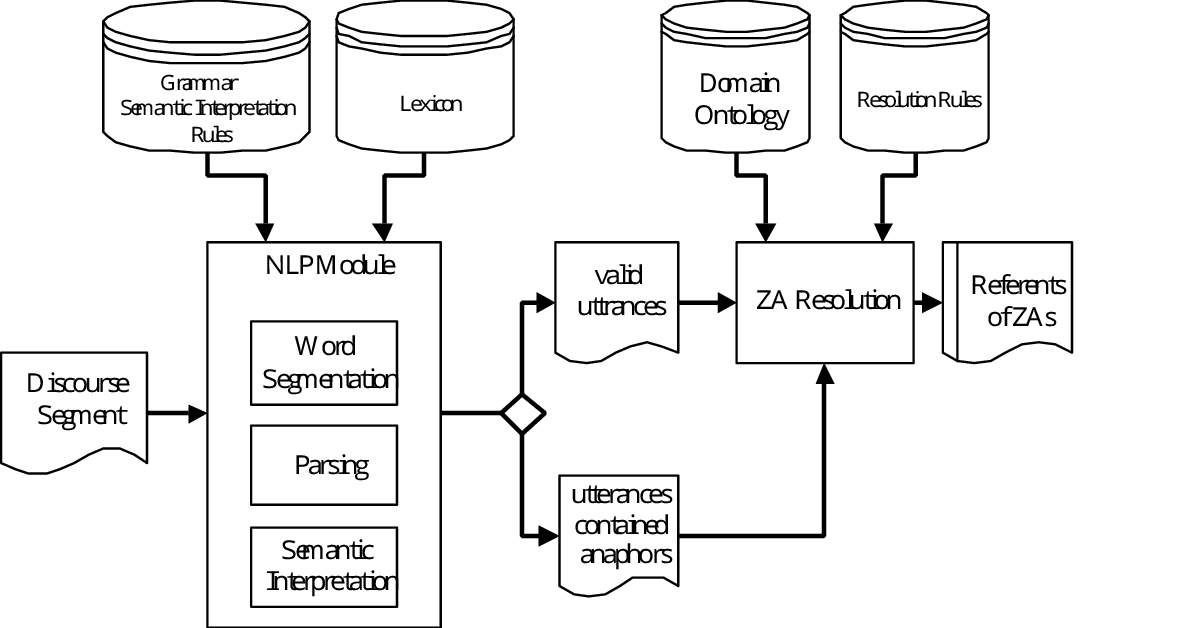 Grammar
Semantic Interpretation
Rules
Lexicon
Domain
Ontology
Resolution Rules
NLP Module
Word
Segmentation
Parsing
Semantic
Interpretation
Discourse
Segment
valid
uttrances
utterances
contained
anaphors
ZA Resolution
Referents
of ZAs